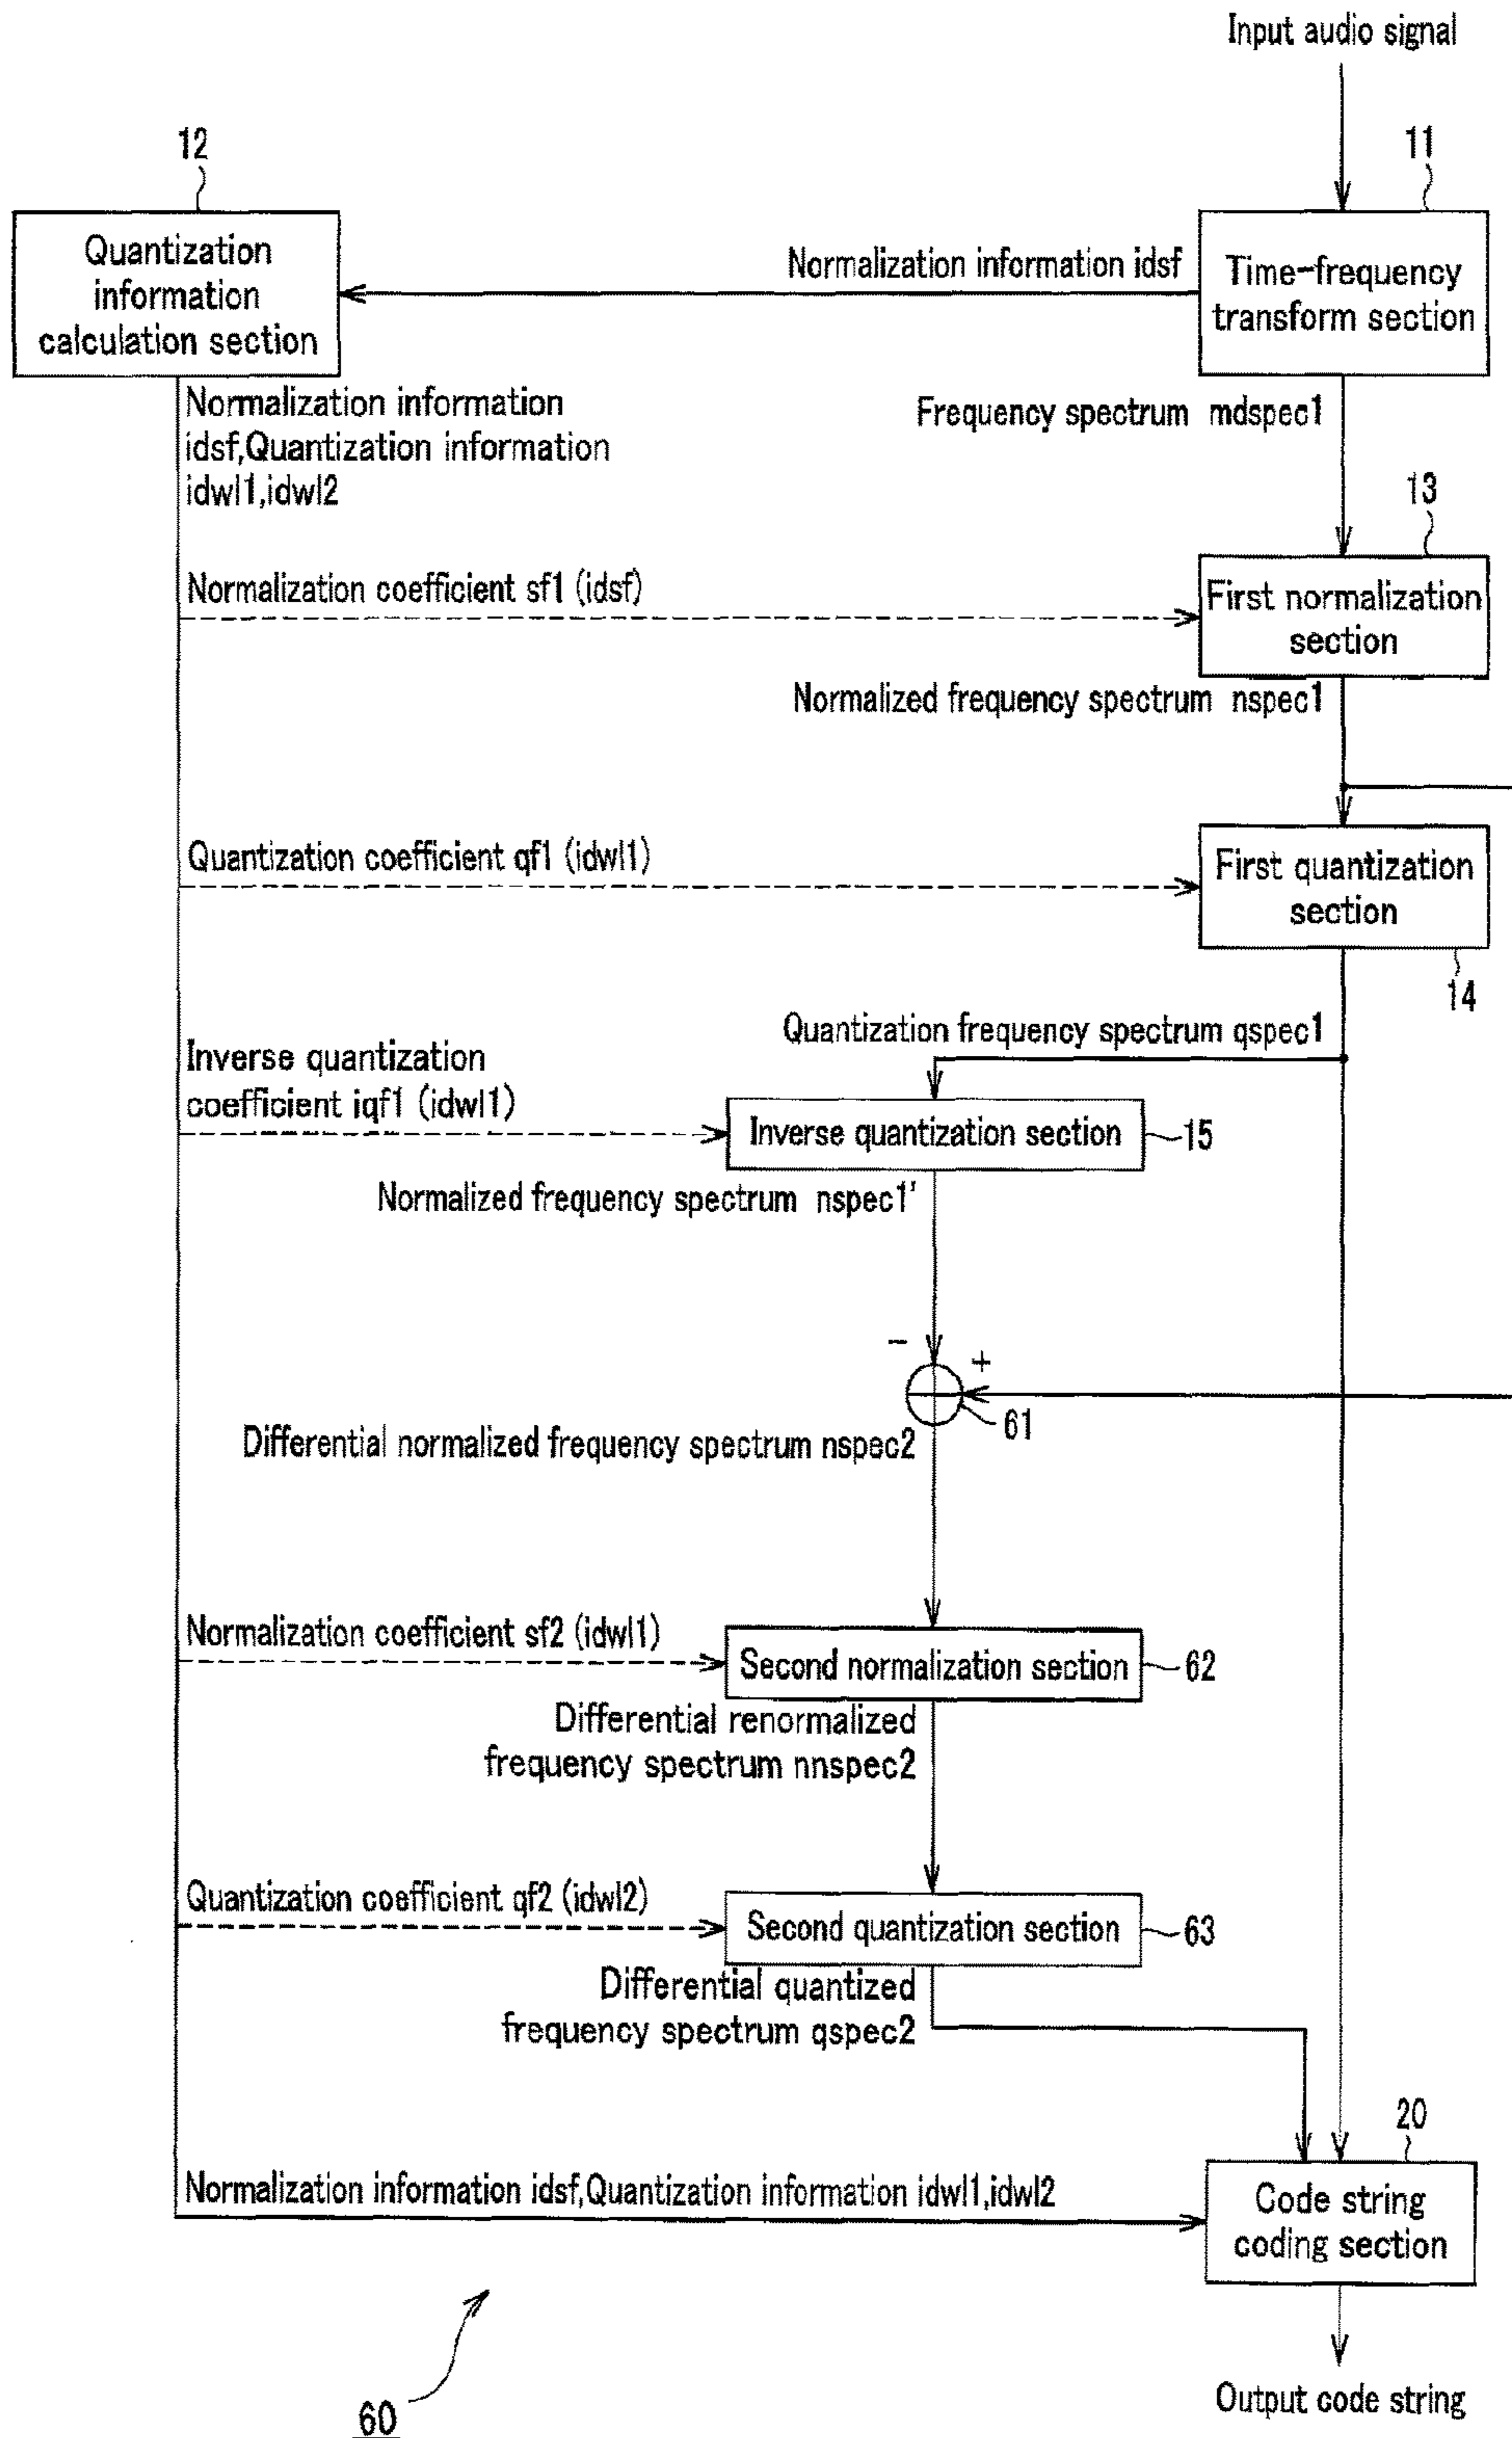 Input audio signal
12
11
Quantization
information
calculation section
Normalization information idsf
Time-frequency
transform section
Normalization information
idsf,Quantization information
idwl1,idwl2
Frequency spectrum mdspec1
13
Normalization coefficient sf1 (idsf)
First normalization
section
Normalized frequency spectrum nspec1
Quantization coefficient qf1 (idwl1)
First quantization
section
14
Quantization frequency spectrum qspec1
Inverse quantization
coefficient iqf1 (idwl1)
Inverse quantization section
15
Normalized frequency spectrum nspec1'
-
+
61
Differential normalized frequency spectrum nspec2
Normalization coefficient sf2 (idwl1)
Second normalization section
62
Differential renormalized
frequency spectrum nnspec2
Quantization coefficient qf2 (idwl2)
Second quantization section
63
Differential quantized
frequency spectrum qspec2
20
Normalization information idsf,Quantization information idwl1,idwl2
Code string
coding section
60
Output code string